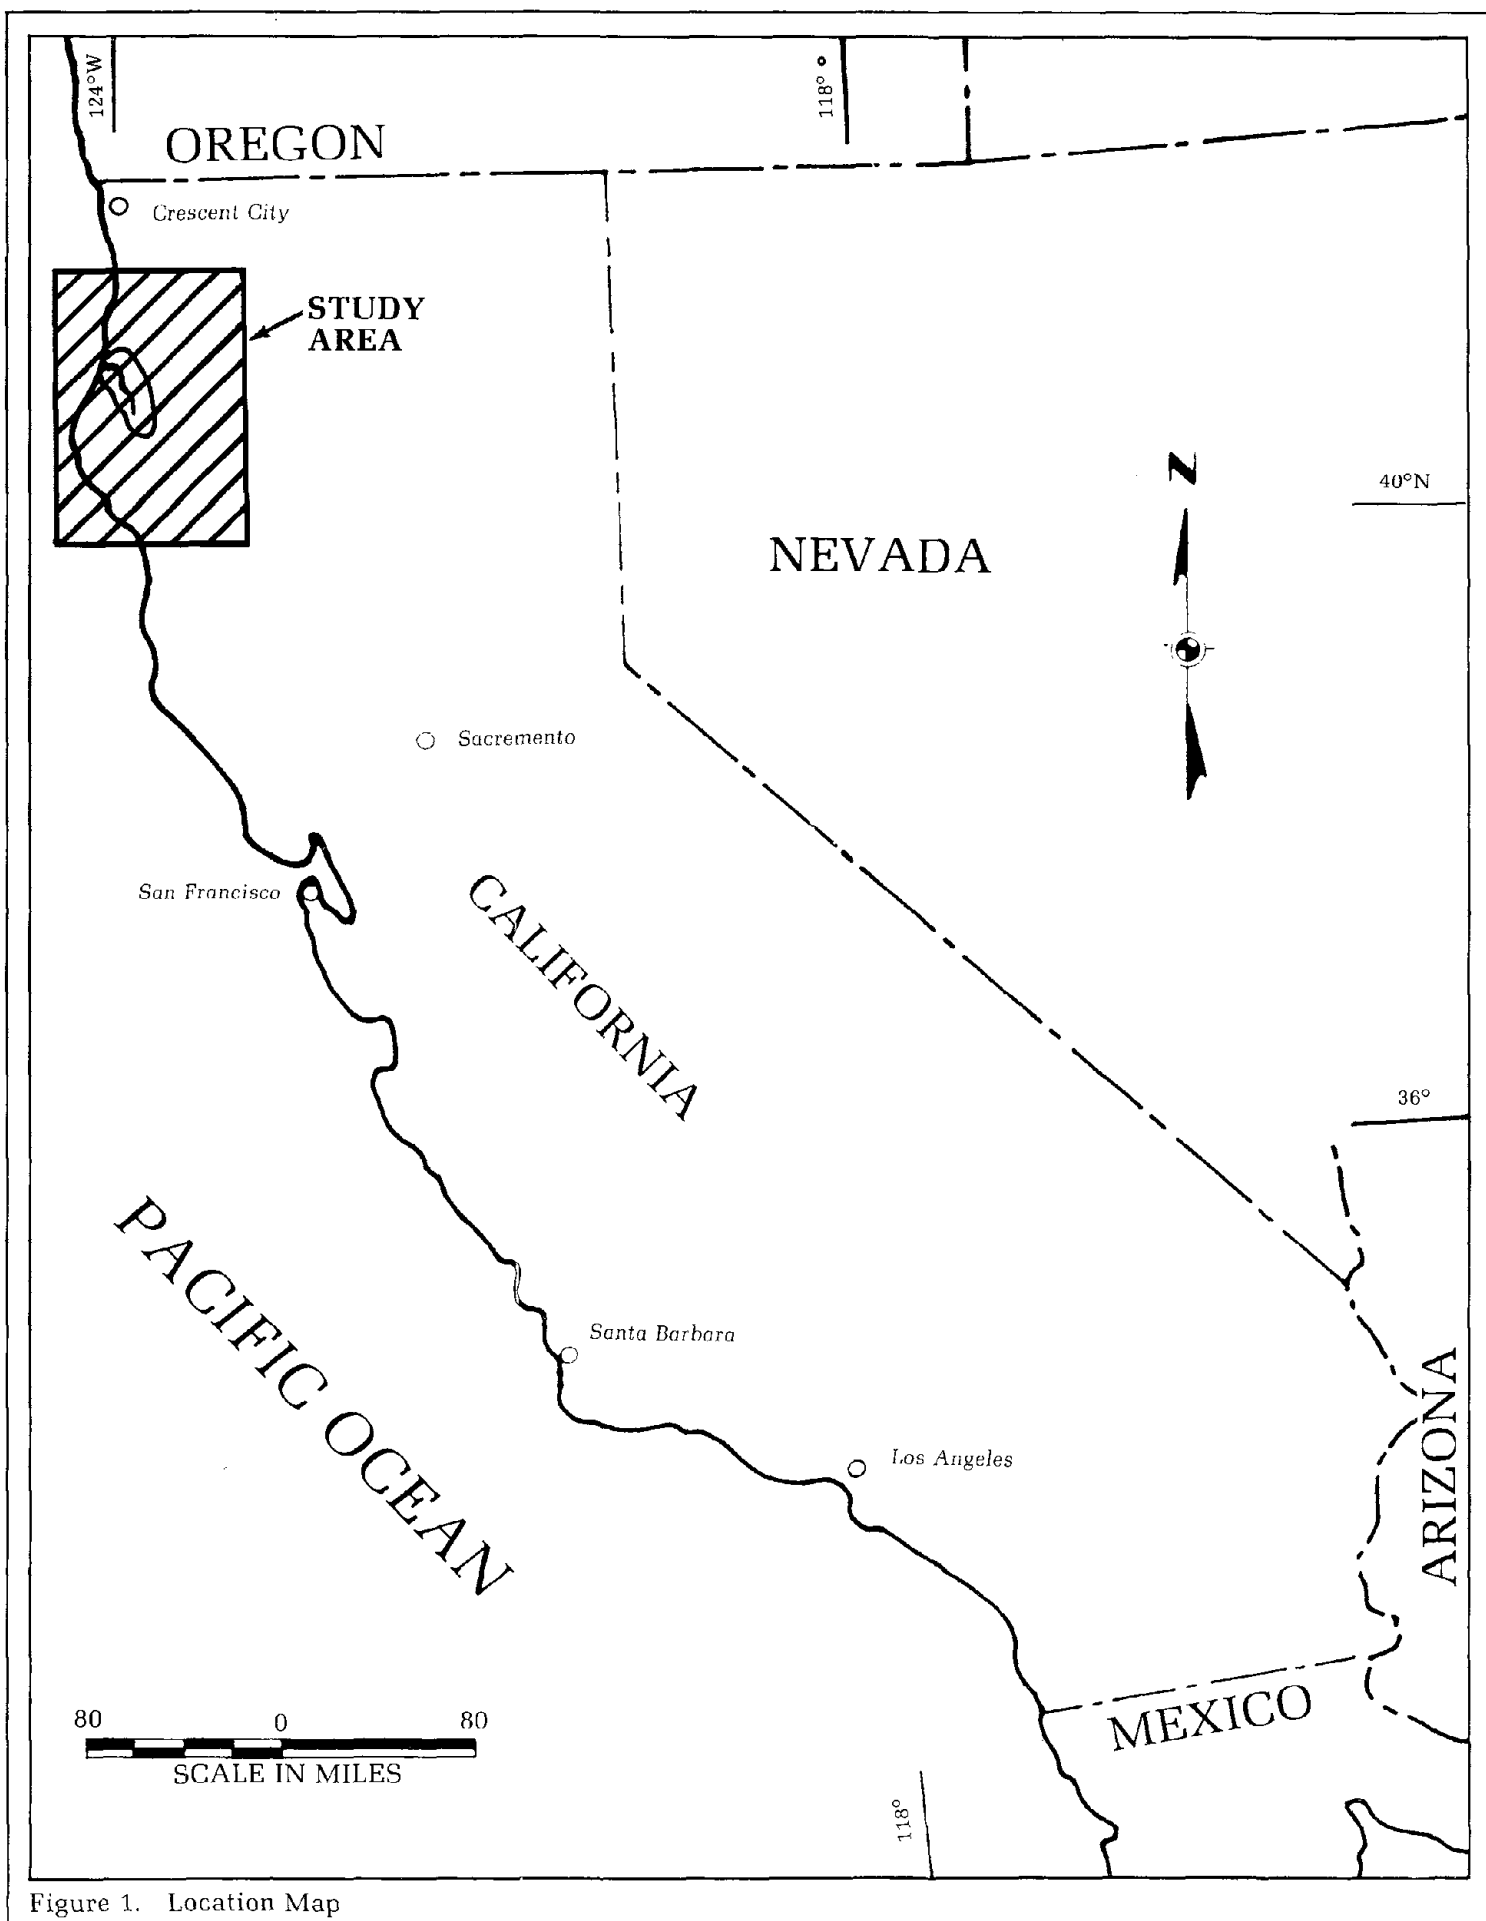 124°W
118°
OREGON
Crescent City
STUDY
AREA
N
40°N
NEVADA
Sacremento
San Francisco
CALIFORNIA
36°
PACIFIC OCEAN
Santa Barbara
Los Angeles
ARIZONA
MEXICO
80 0 80
SCALE IN MILES
118°
Figure 1. Location Map